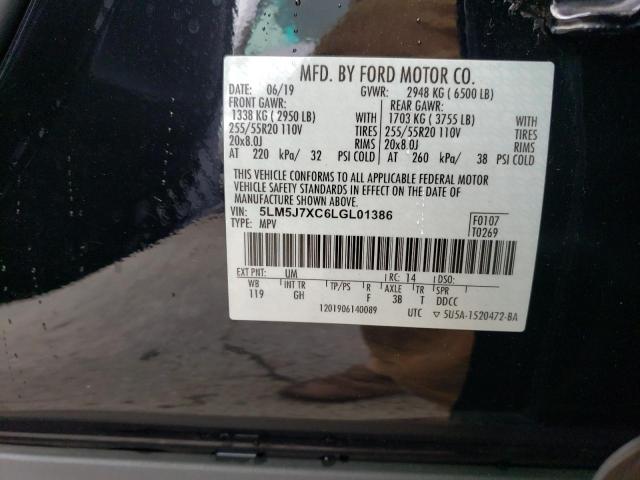 MFD. BY FORD MOTOR CO.
DATE: 06/19 GVWR: 2948 KG ( 6500 LB)
FRONT GAWR: REAR GAWR:
1338 KG ( 2950 LB) WITH 1703 KG ( 3755 LB) WITH
255/55R20 110V TIRES 255/55R20 110V TIRES
20x8.0J RIMS 20x8.0J RIMS
AT 220 kPa/ 32 PSI COLD AT 260 kPa/ 38 PSI COLD
THIS VEHICLE CONFORMS TO ALL APPLICABLE FEDERAL MOTOR
VEHICLE SAFETY STANDARDS IN EFFECT ON THE DATE OF
MANUFACTURE SHOWN ABOVE.
VIN: 5LM5J7XC6LGL01386 F0107
TYPE: MPV T0269
EXT PNT: UM RC: 14 DSO:
WB INT TR TP/PS R AXLE TR SPR
119 GH F 3B T DDCC
1201906140089 UTC ▽ 5U5A-1520472-BA